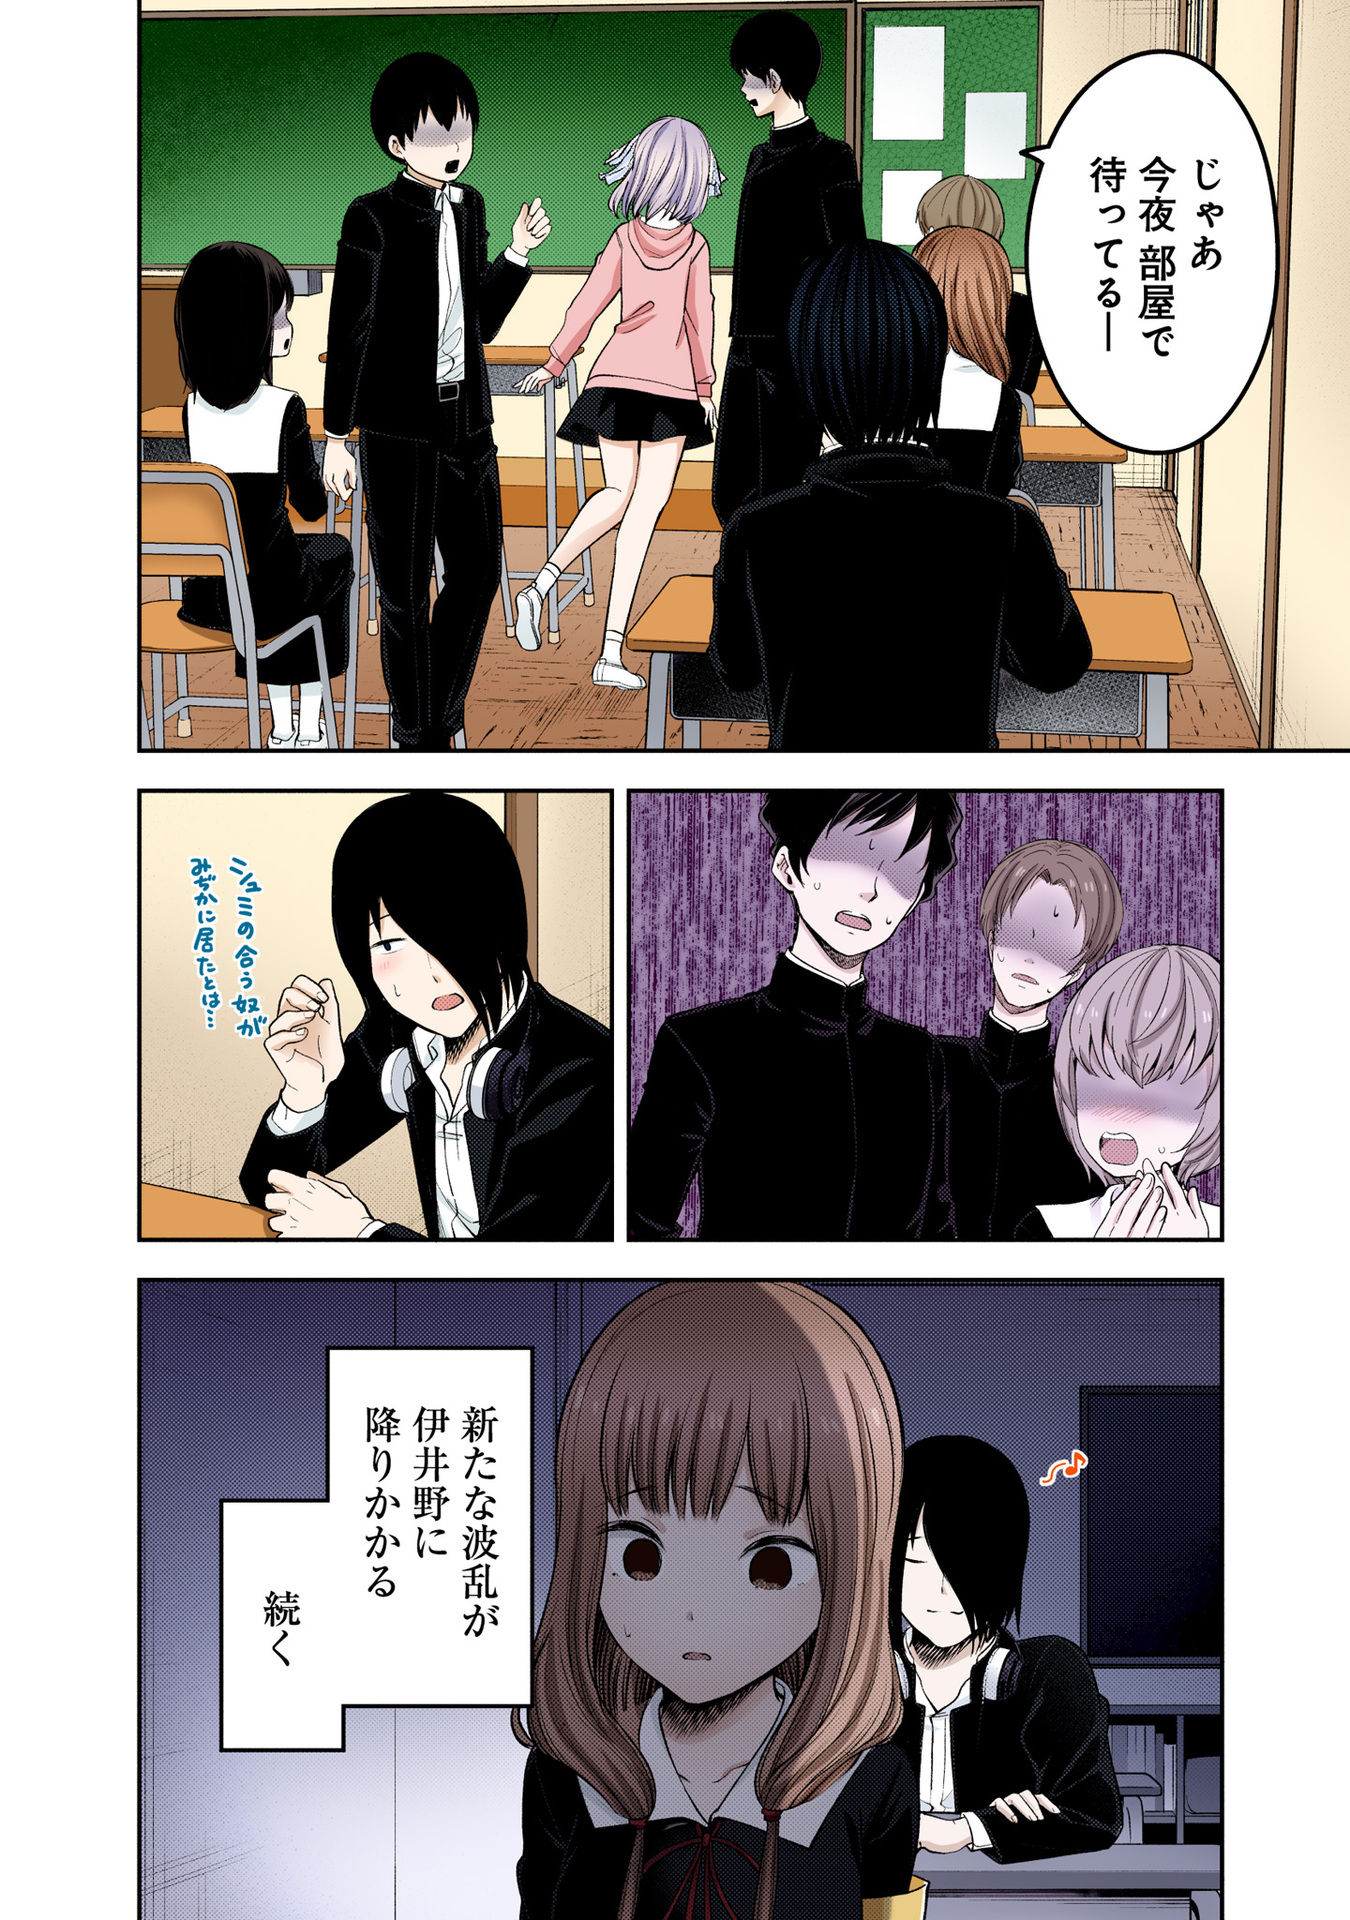 じゃあ
今夜 部屋で
待ってるー
シュミの合う奴が
みぢかに居たとは…
新たな波乱が
伊井野に
降りかかる
続く